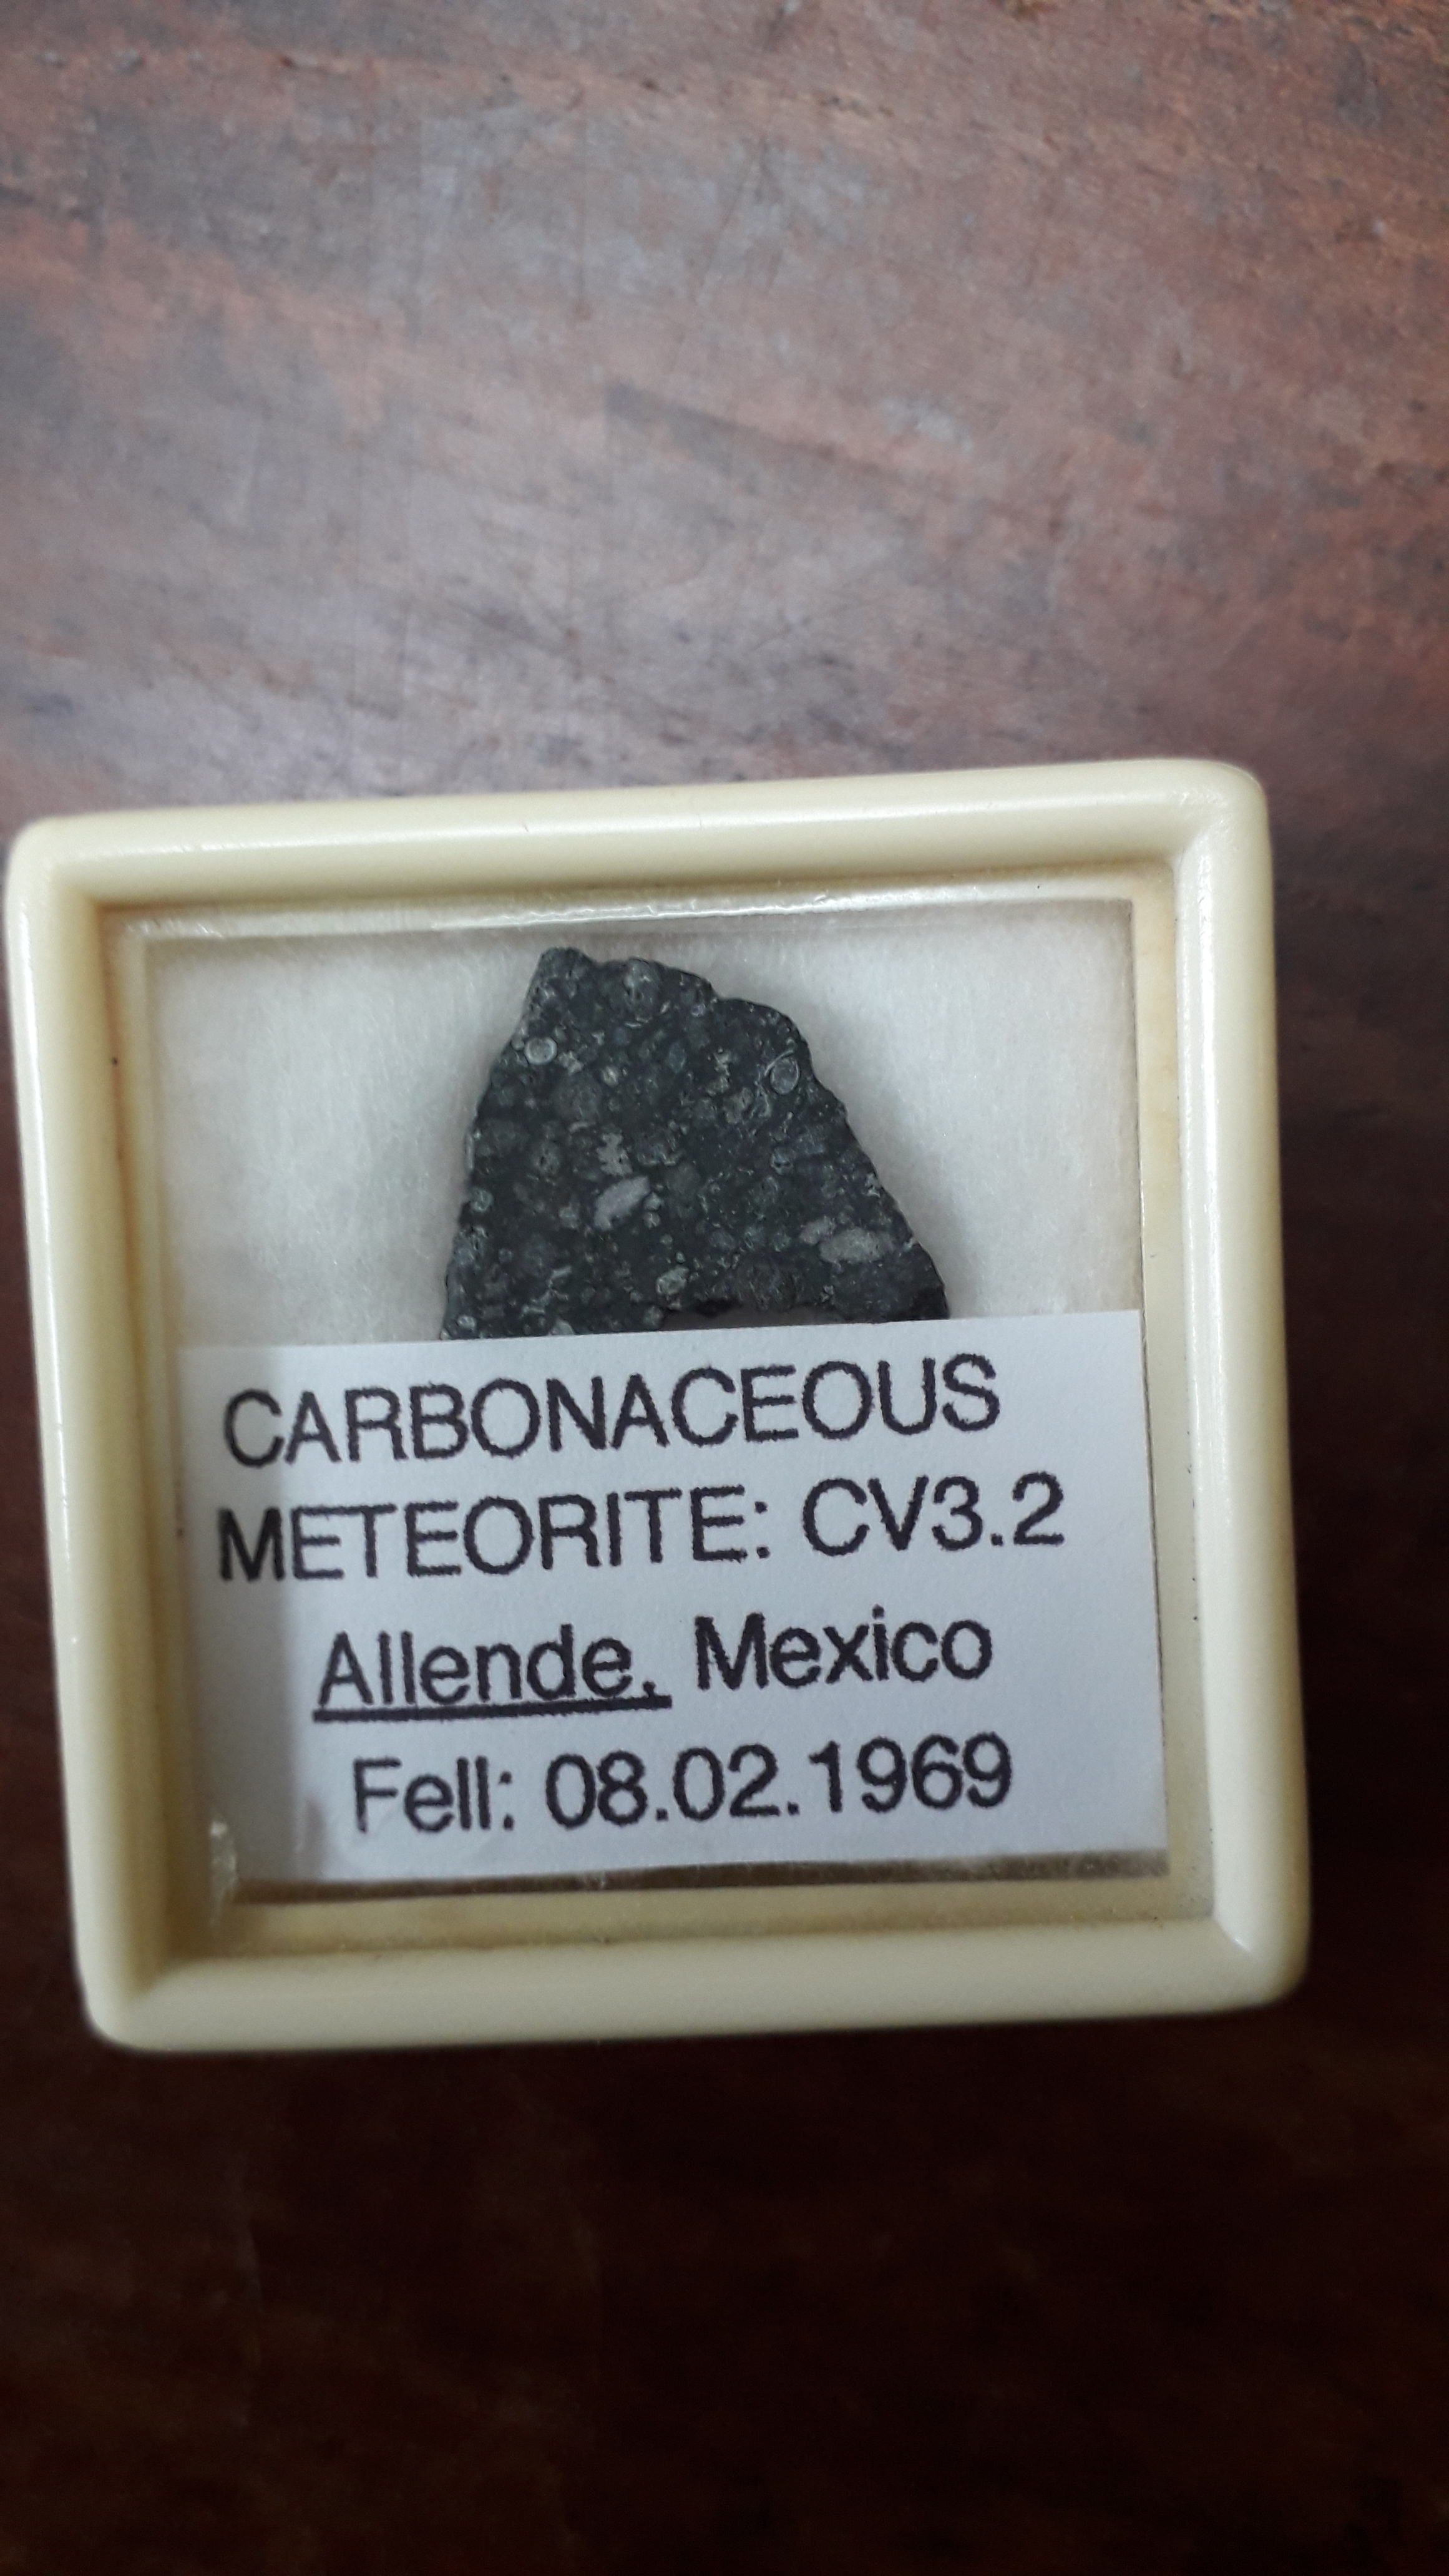 CARBONACEOUS
METEORITE: CV3.2
Allende, Mexico
Fell: 08.02.1969